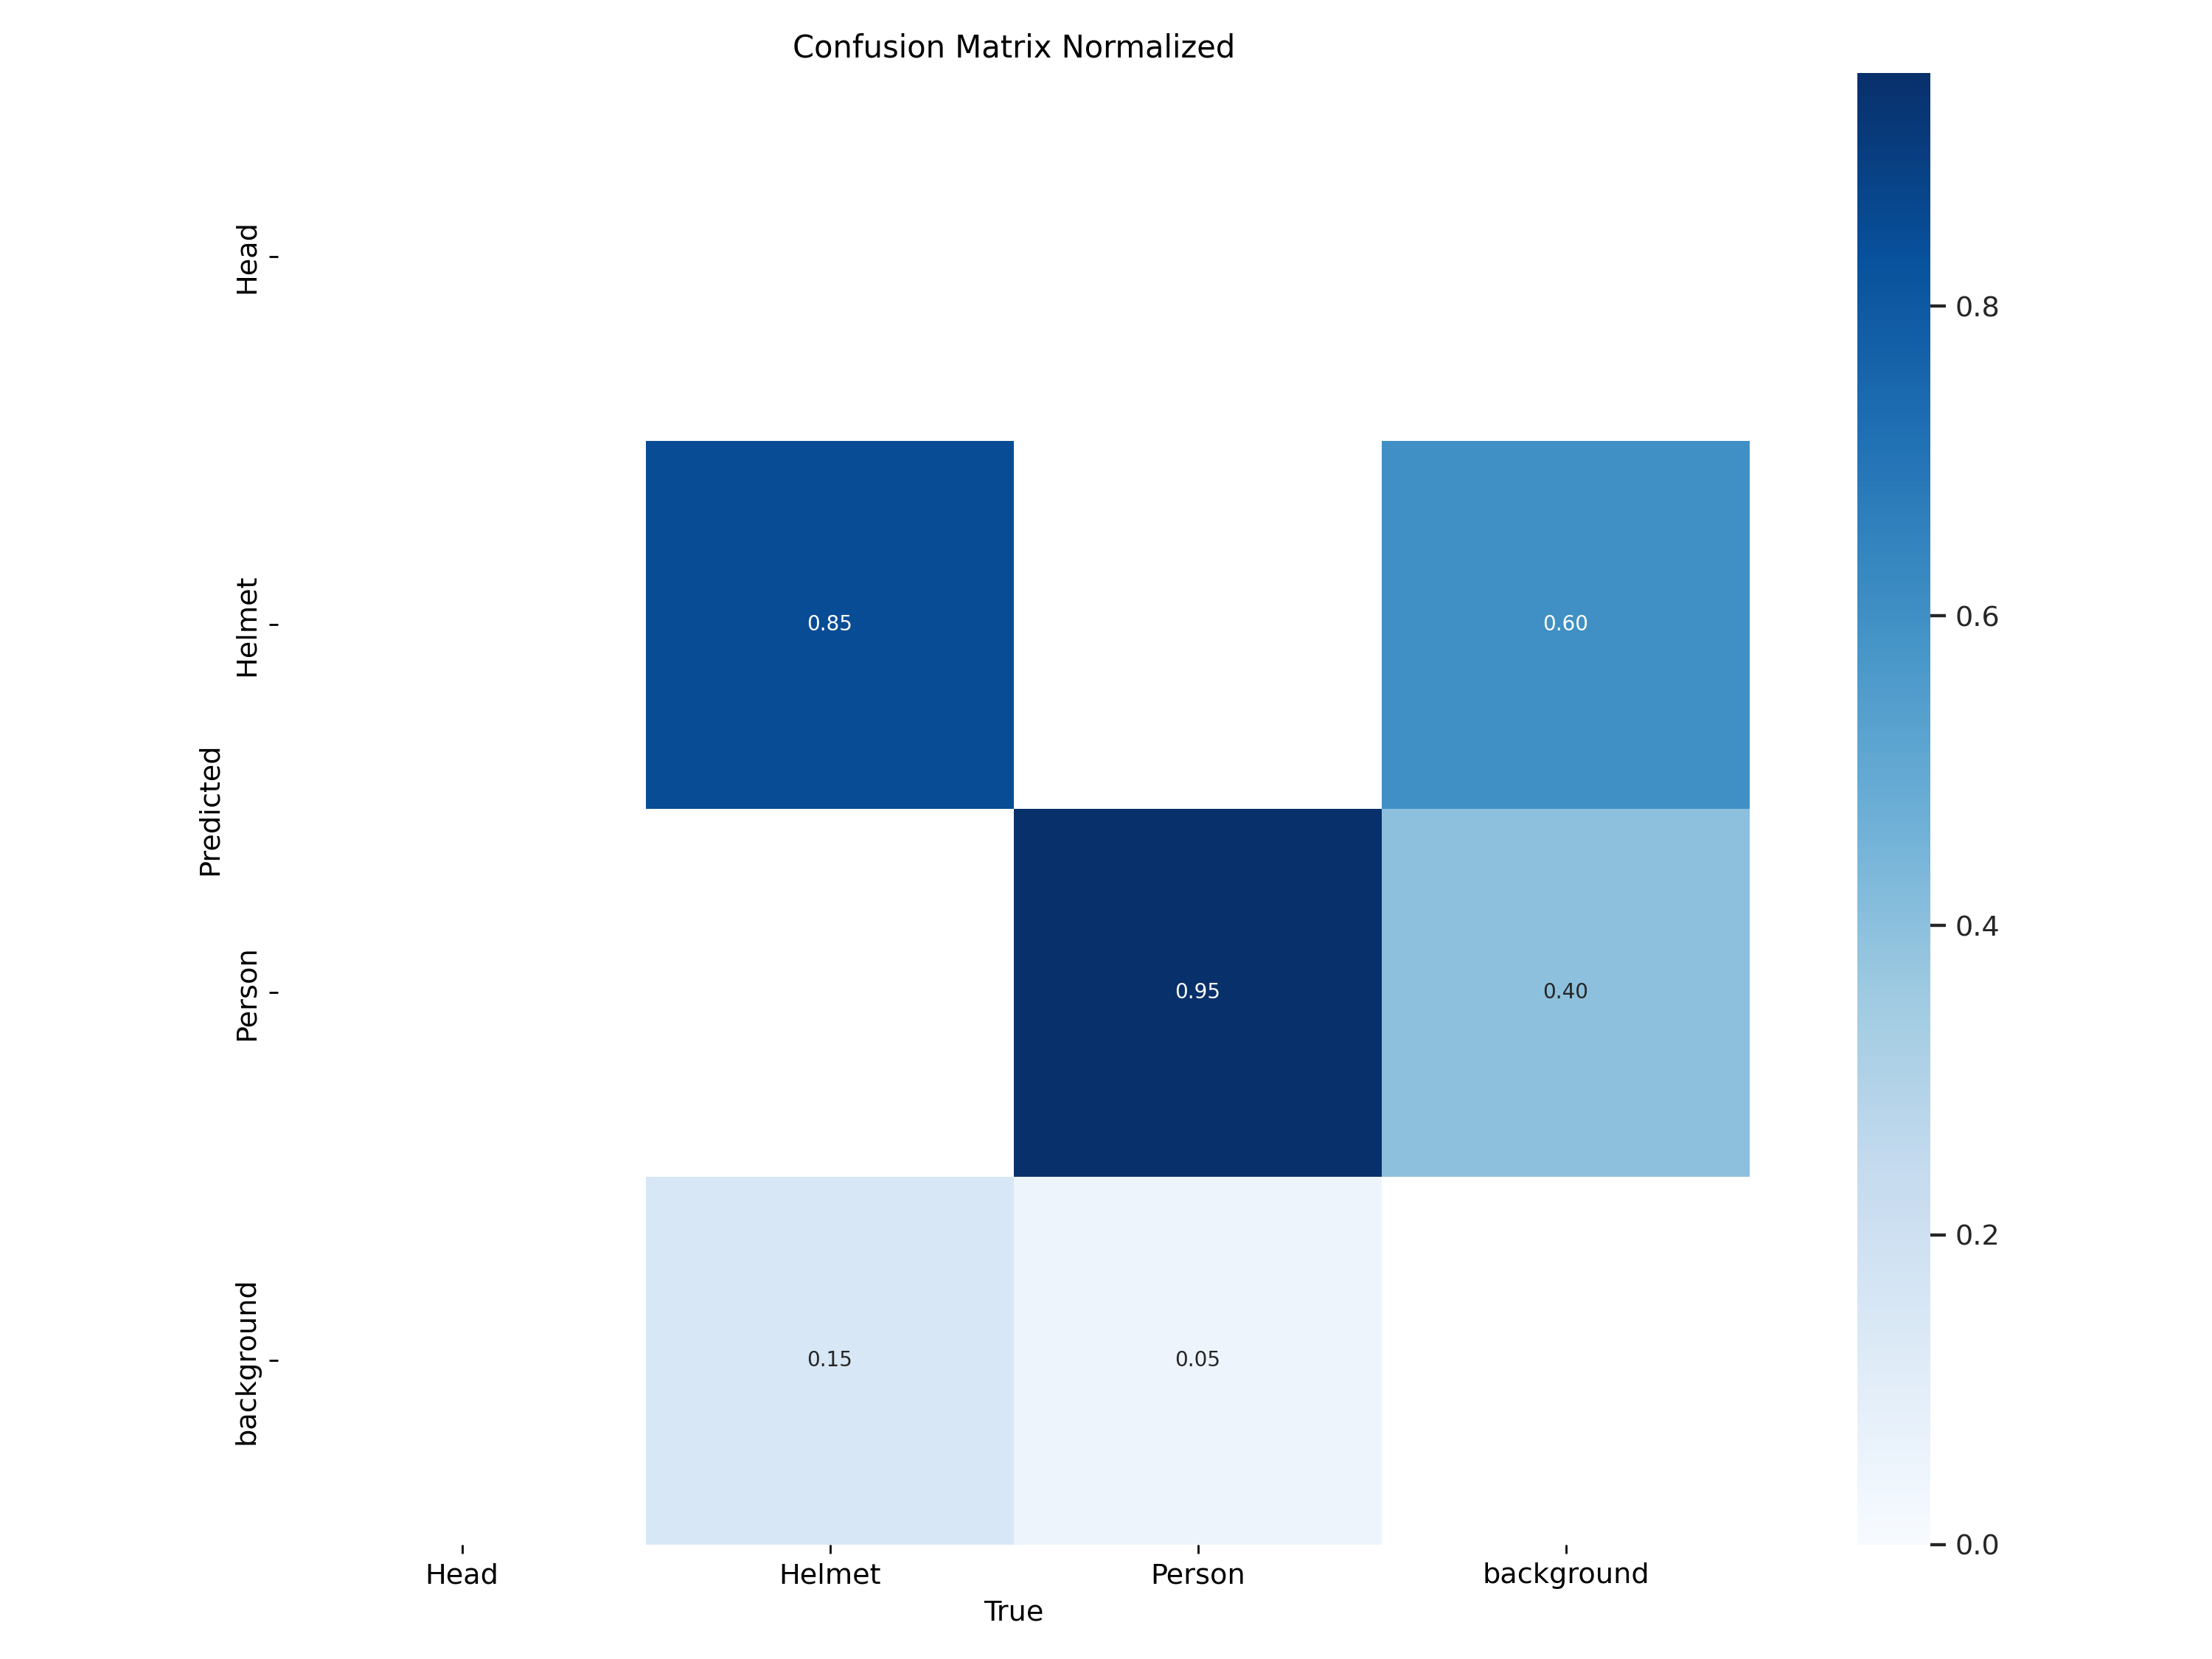 Confusion Matrix Normalized
Head
Helmet
Person
background
Predicted
0.85
0.60
0.95
0.40
0.15
0.05
Head
Helmet
Person
background
True
0.8
0.6
0.4
0.2
0.0